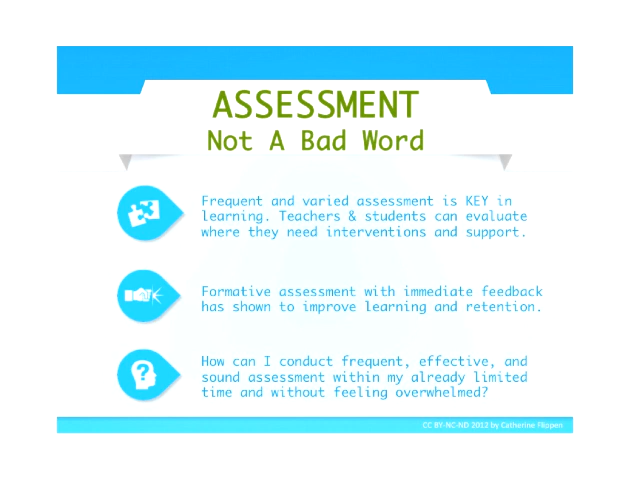 ASSESSMENT
Not A Bad Word
Frequent and varied assessment is KEY in
learning. Teachers & students can evaluate
where they need interventions and support.
Formative assessment with immediate feedback
has shown to improve learning and retention.
How can I conduct frequent, effective, and
sound assessment within my already limited
time and without feeling overwhelmed?
CC BY-NC-ND 2012 by Catherine